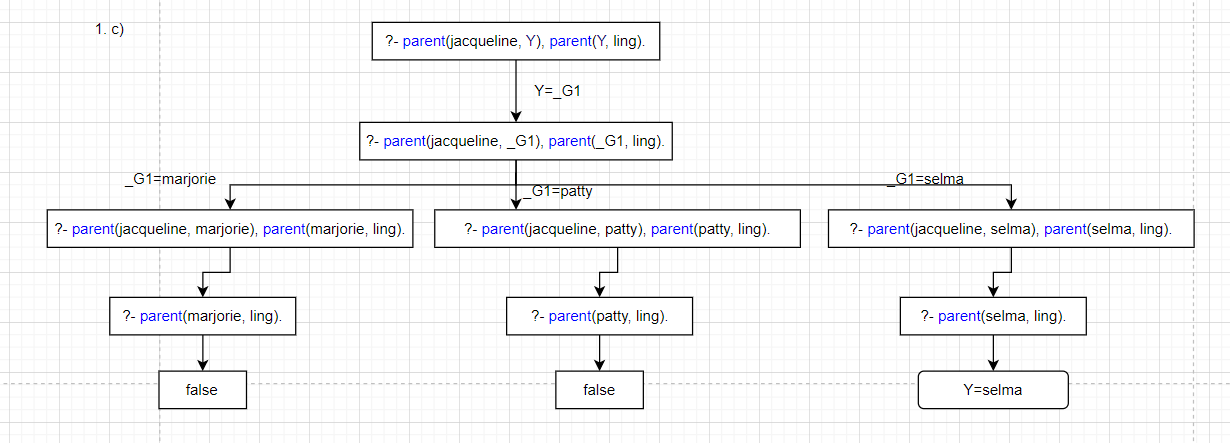 1. c)
?- parent(jacqueline, Y), parent(Y, ling).
Y=_G1
?- parent(jacqueline, _G1), parent(_G1, ling).
_G1=marjorie
_G1=patty
_G1=selma
?- parent(jacqueline, marjorie), parent(marjorie, ling).
?- parent(jacqueline, patty), parent(patty, ling).
?- parent(jacqueline, selma), parent(selma, ling).
?- parent(marjorie, ling).
?- parent(patty, ling).
?- parent(selma, ling).
false
false
Y=selma